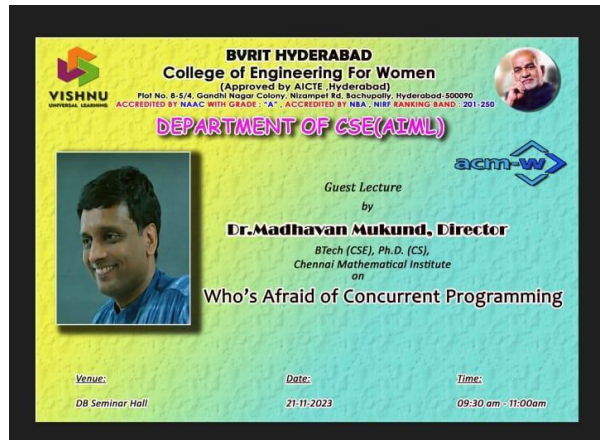 VISHNU
UNIVERSAL LEARNING
BVRIT HYDERABAD
College of Engineering For Women
(Approved by AICTE ,Hyderabad)
Plot No. 8-5/4, Gandhi Nagar Colony, Nizampet Rd, Bachupally, Hyderabad-500090
ACCREDITED BY NAAC WITH GRADE : "A" , ACCREDITED BY NBA , NIRF RANKING BAND : 201-250
DEPARTMENT OF CSE(AIML)
acm-w
Guest Lecture
by
Dr.Madhavan Mukund, Director
BTech (CSE), Ph.D. (CS),
Chennai Mathematical Institute
on
Who's Afraid of Concurrent Programming
Venue: Date: Time:
DB Seminar Hall 21-11-2023 09:30 am - 11:00am